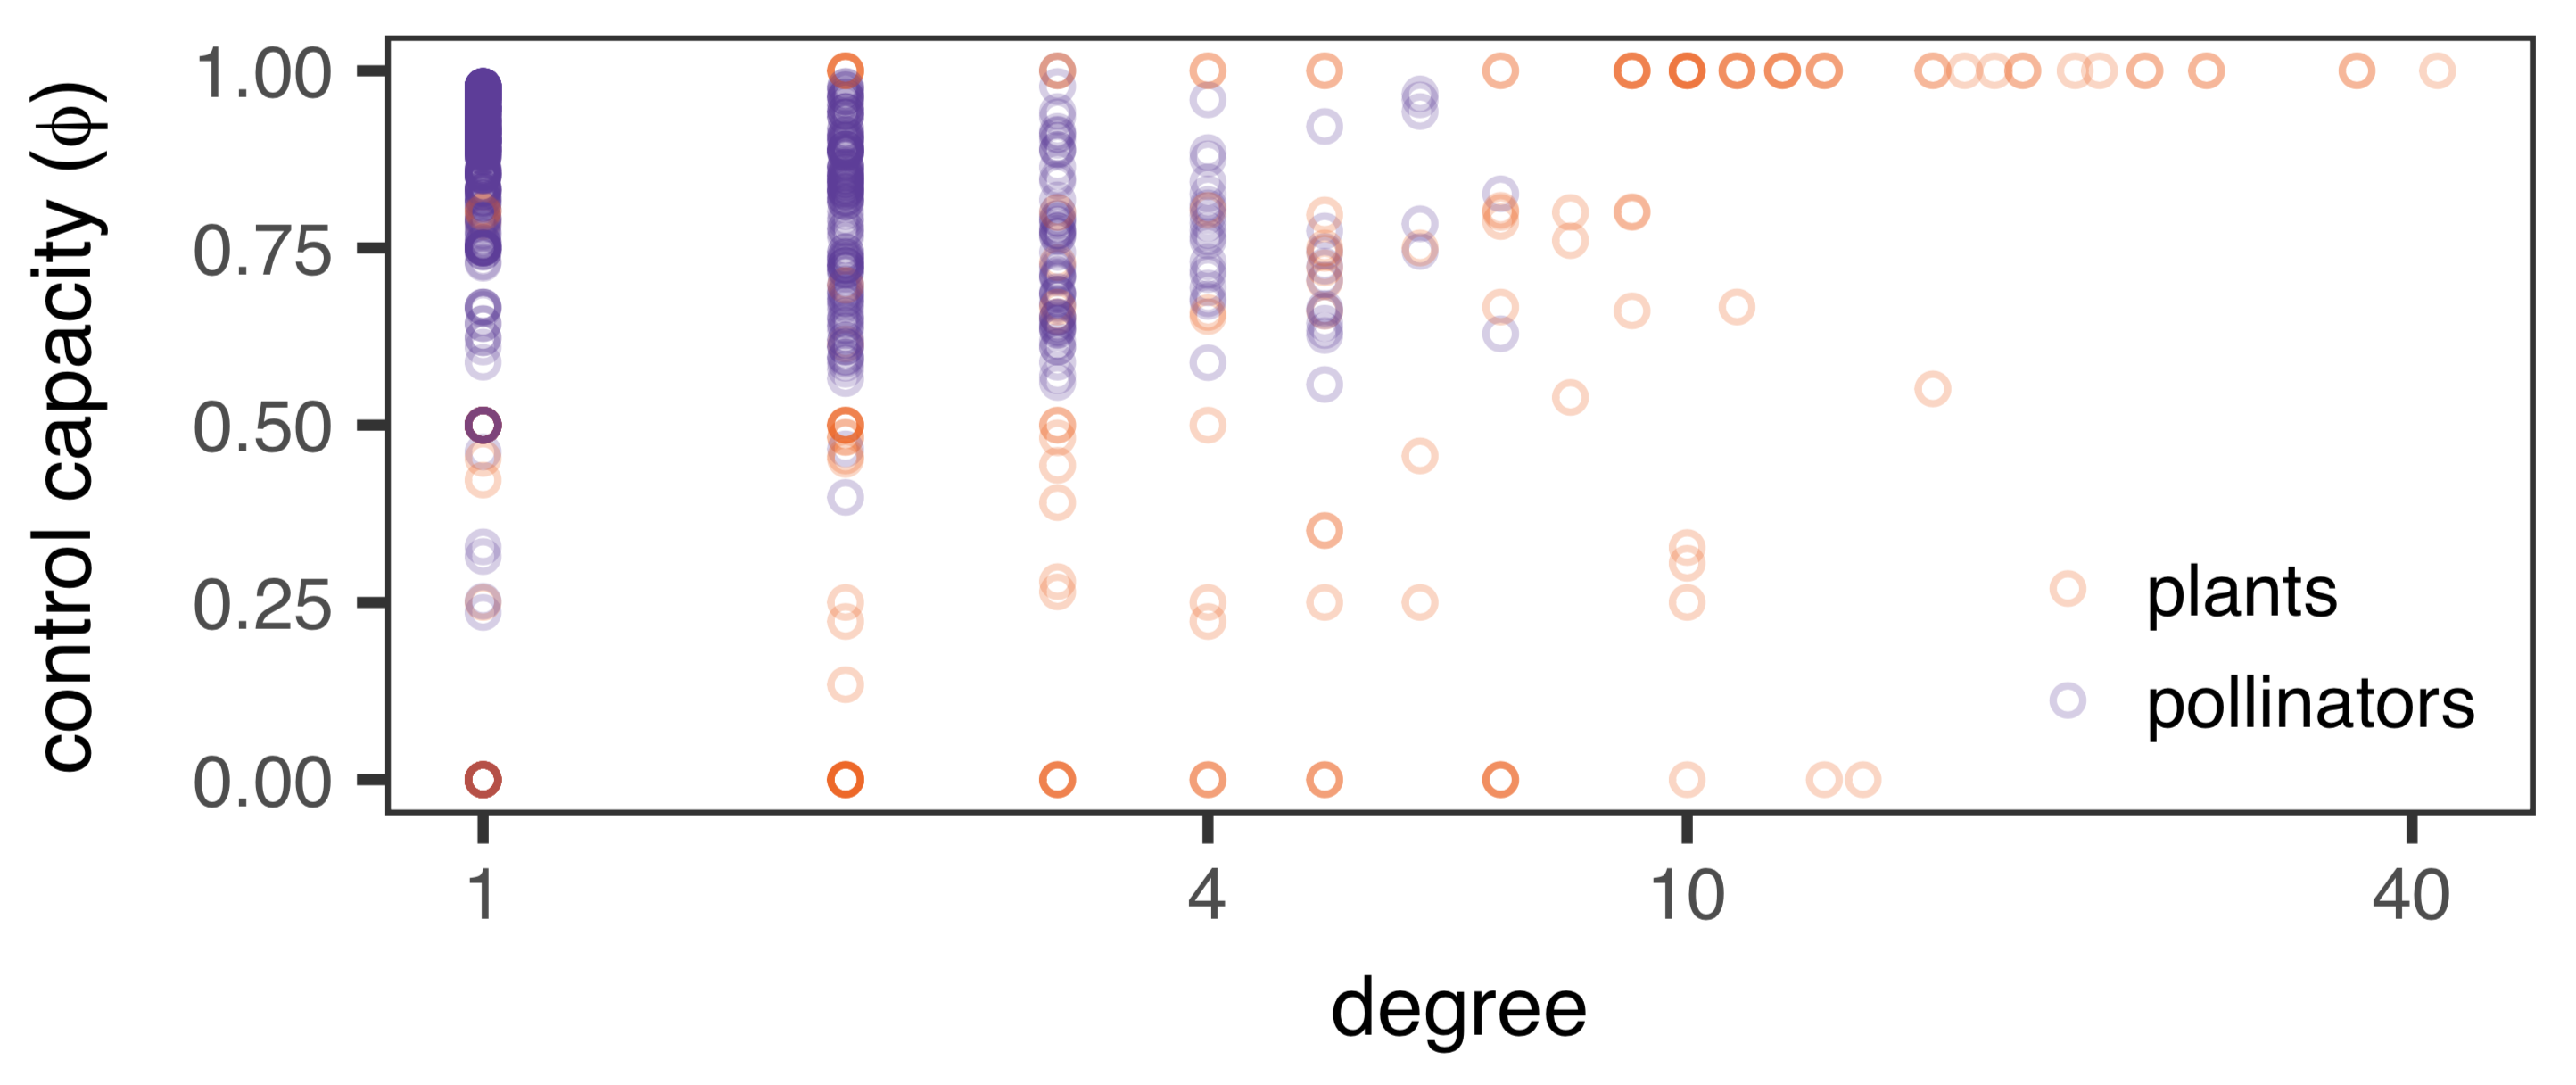 control capacity (ϕ)
1.00
0.75
0.50
0.25
0.00
plants
pollinators
1 4 10 40
degree